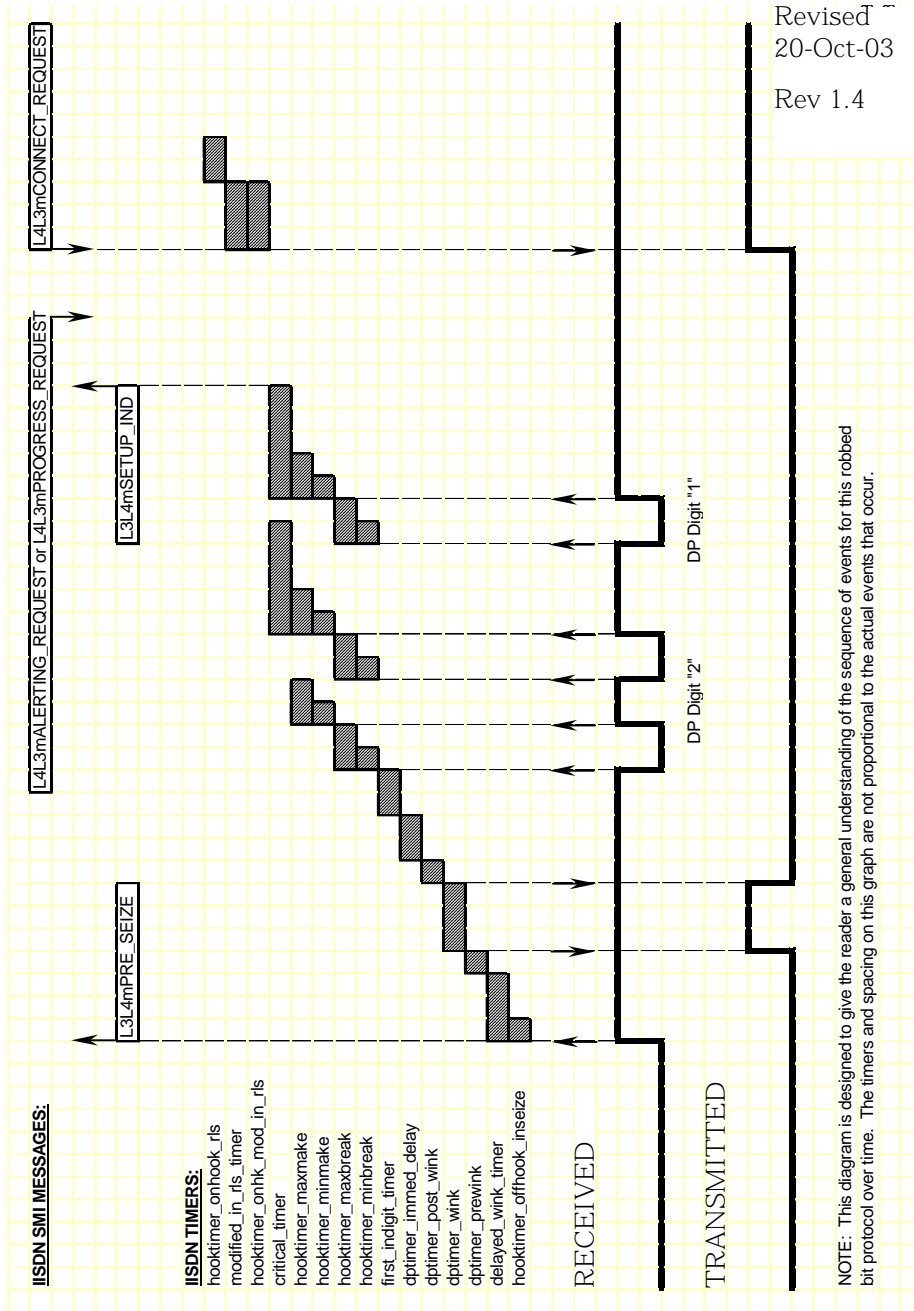 Revised
20-Oct-03
Rev 1.4
IISDN SMI MESSAGES:
L4L3mALERTING_REQUEST or L4L3mPROGRESS_REQUEST
L4L3mCONNECT_REQUEST
L3L4mPRE_SEIZE
L3L4mSETUP_IND
IISDN TIMERS:
hooktimer_onhook_rls
modified_in_rls_timer
hooktimer_onhk_mod_in_rls
critical_timer
hooktimer_maxmake
hooktimer_minmake
hooktimer_maxbreak
hooktimer_minbreak
first_indigit_timer
dptimer_immed_delay
dptimer_post_wink
dptimer_wink
dptimer_prewink
delayed_wink_timer
hooktimer_offhook_inseize
RECEIVED
DP Digit "2"
DP Digit "1"
TRANSMITTED
NOTE: This diagram is designed to give the reader a general understanding of the sequence of events for this robbed
bit protocol over time. The timers and spacing on this graph are not proportional to the actual events that occur.